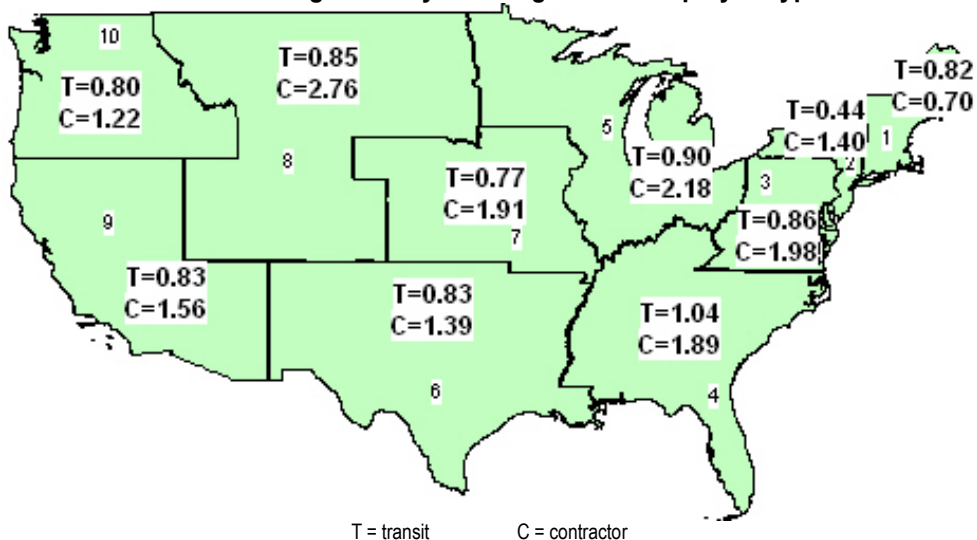 10
T=0.80
C=1.22
T=0.85
C=2.76
8
T=0.77
C=1.91
7
5
T=0.90
C=2.18
T=0.44
C=1.40
2
T=0.82
C=0.70
1
3
T=0.86
C=1.98
9
T=0.83
C=1.56
T=0.83
C=1.39
6
T=1.04
C=1.89
4
T = transit C = contractor